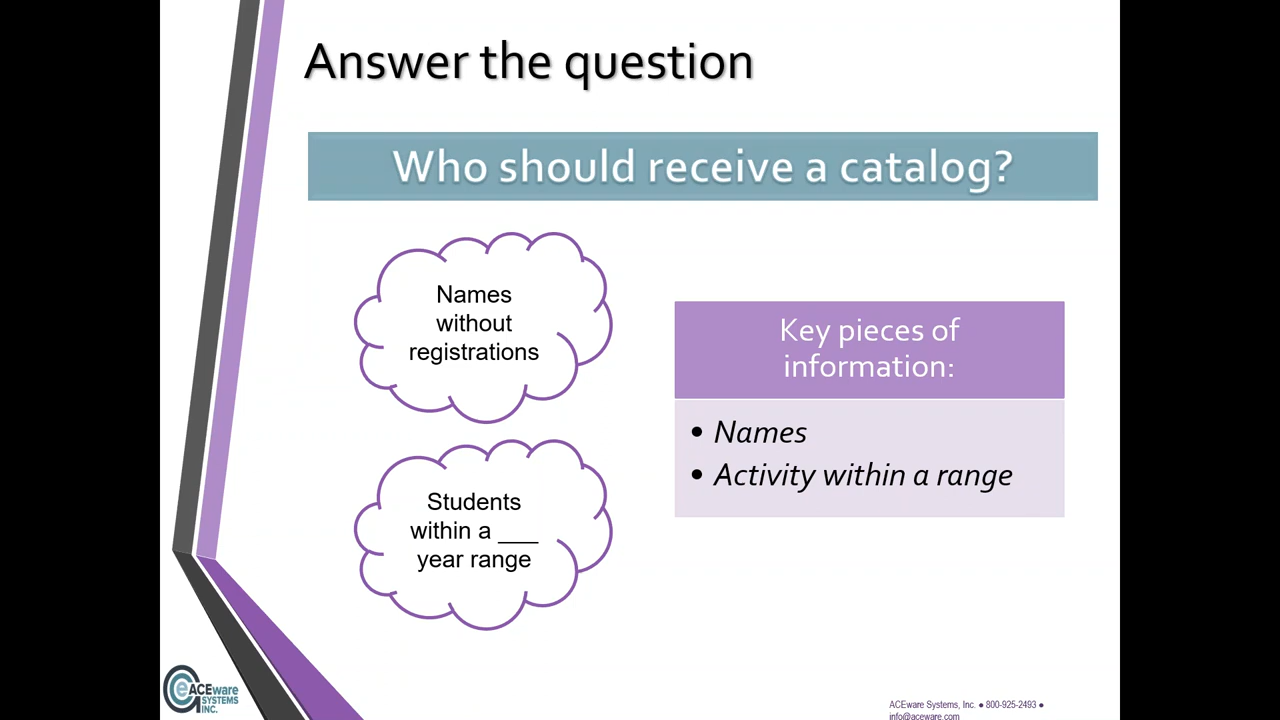 Answer the question
Who should receive a catalog?
Names
without
registrations
Students
within a ___
year range
Key pieces of
information:
• Names
• Activity within a range
ACEware
SYSTEMS
INC.
ACEware Systems, Inc. ● 800-925-2493 ●
info@aceware.com